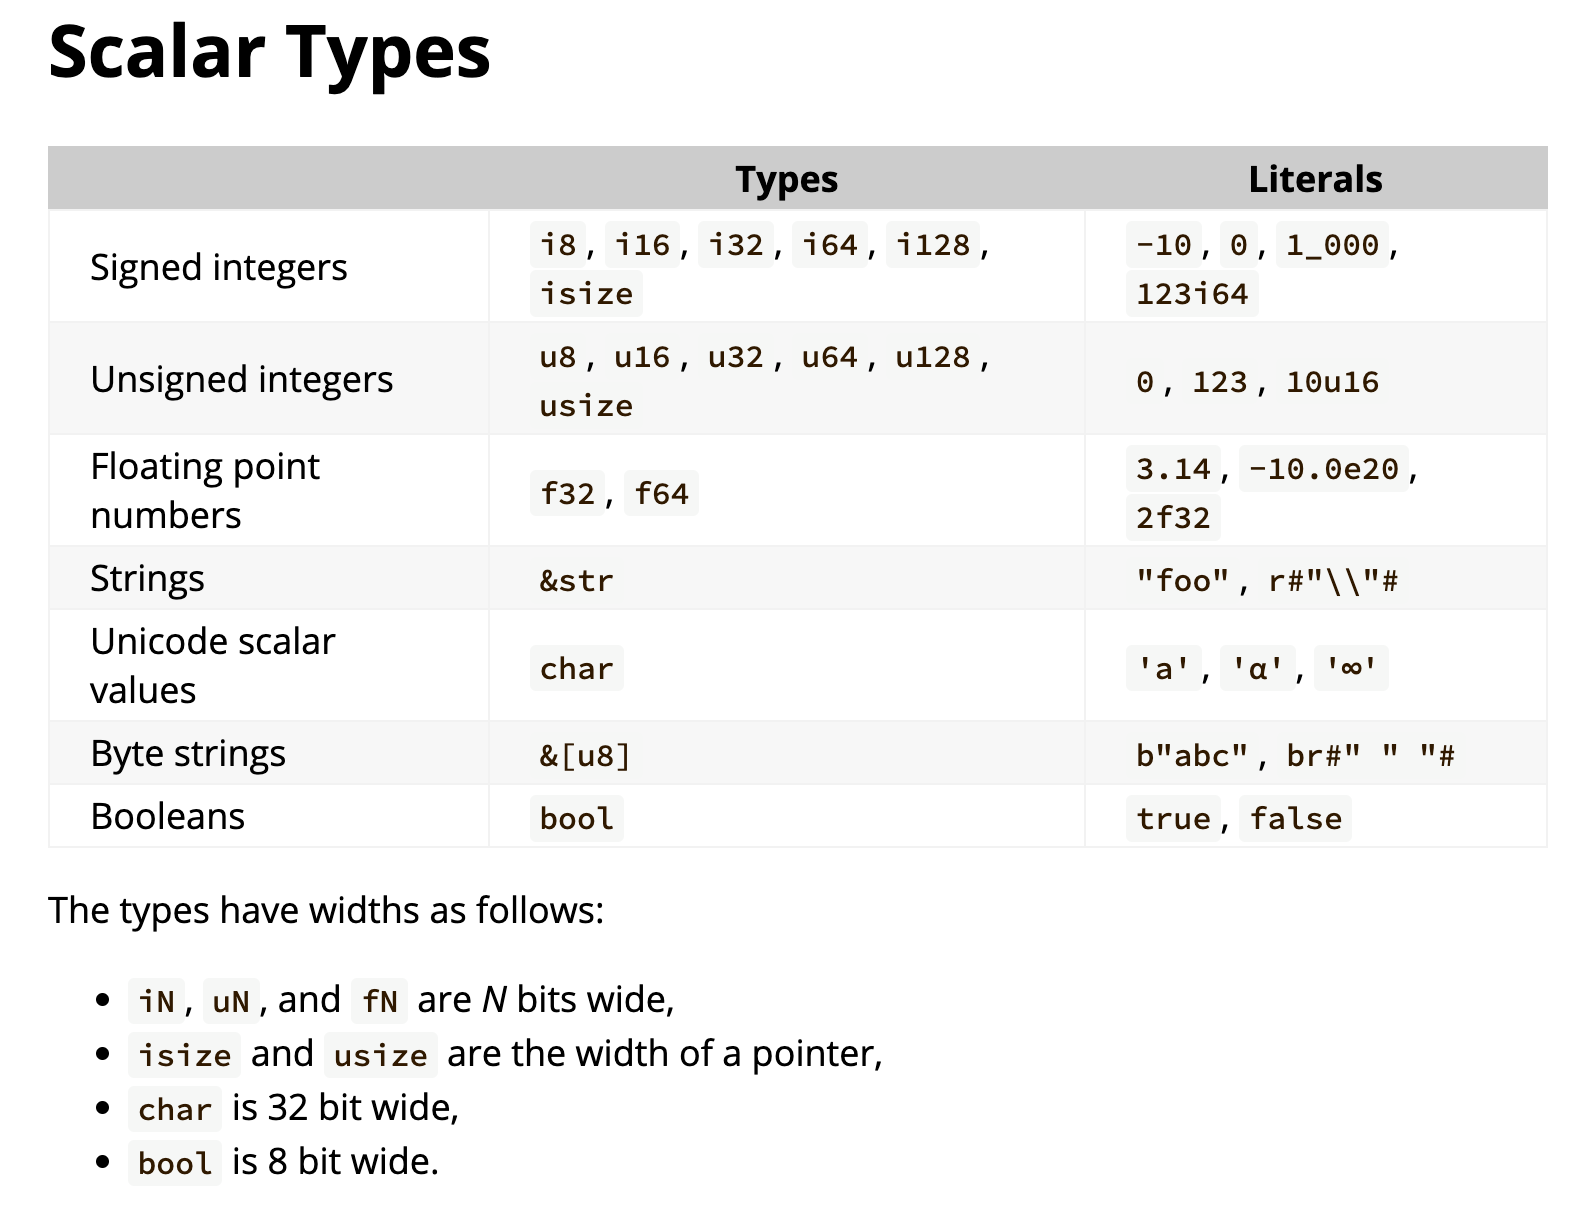 Scalar Types
Types Literals
Signed integers
i8, i16, i32, i64, i128,
isize
-10, 0, 1_000,
123i64
Unsigned integers
u8, u16, u32, u64, u128,
usize
0, 123, 10u16
Floating point
numbers
f32, f64
3.14, -10.0e20,
2f32
Strings
&str
"foo", r#"\\"#
Unicode scalar
values
char
'a', 'α', '∞'
Byte strings
&[u8]
b"abc", br#" " "#
Booleans
bool
true, false
The types have widths as follows:
• iN, uN, and fN are N bits wide,
• isize and usize are the width of a pointer,
• char is 32 bit wide,
• bool is 8 bit wide.